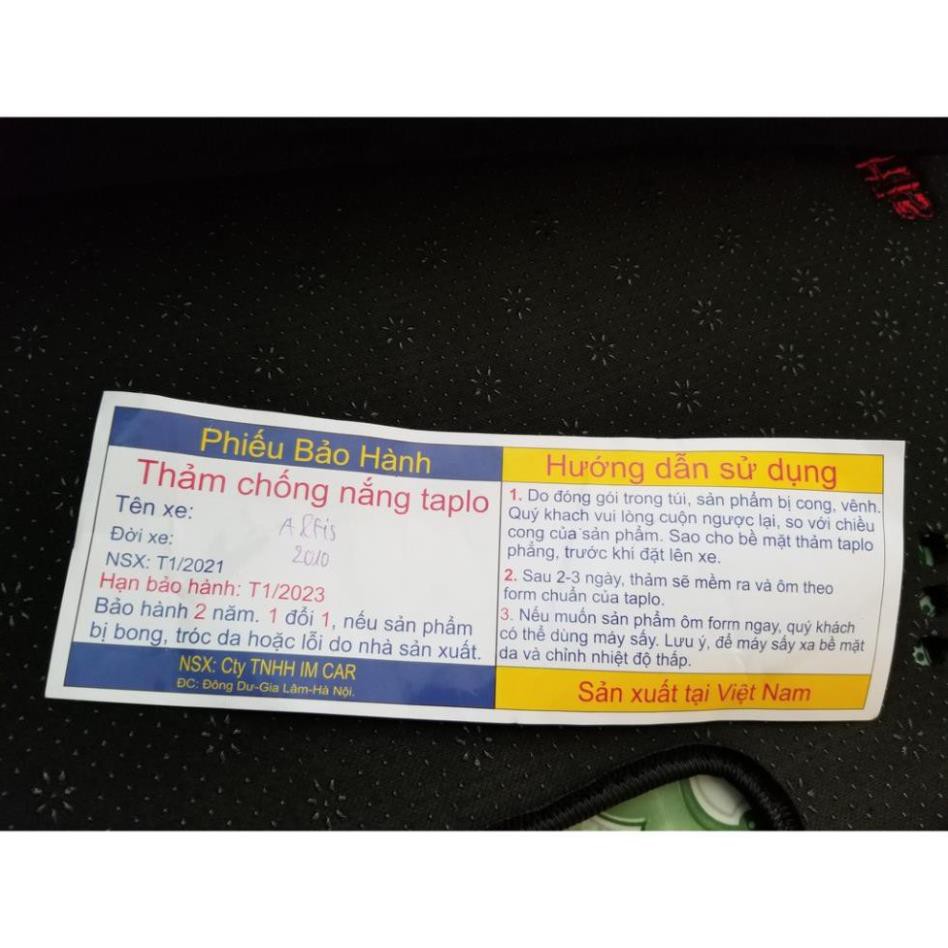 Phiếu Bảo Hành
Thảm chống nắng taplo
Tên xe:
Đời xe: 2010
NSX: T1/2021
Hạn bảo hành: T1/2023
Bảo hành 2 năm. 1 đổi 1, nếu sản phẩm
bị bong, tróc da hoặc lỗi do nhà sản xuất.
NSX: Cty TNHH IM CAR
ĐC: Đông Dư-Gia Lâm-Hà Nội.
Hướng dẫn sử dụng
1. Do đóng gói trong túi, sản phẩm bị cong, vênh.
Quý khach vui lòng cuộn ngược lại, so với chiều
cong của sản phẩm. Sao cho bề mặt thảm taplo
phẳng, trước khi đặt lên xe.
2. Sau 2-3 ngày, thảm sẽ mềm ra và ôm theo
form chuẩn của taplo.
3. Nếu muốn sản phẩm ôm form ngay, quý khách
có thể dùng máy sấy. Lưu ý, để máy sấy xa bề mặt
da và chỉnh nhiệt độ thấp.
Sản xuất tại Việt Nam